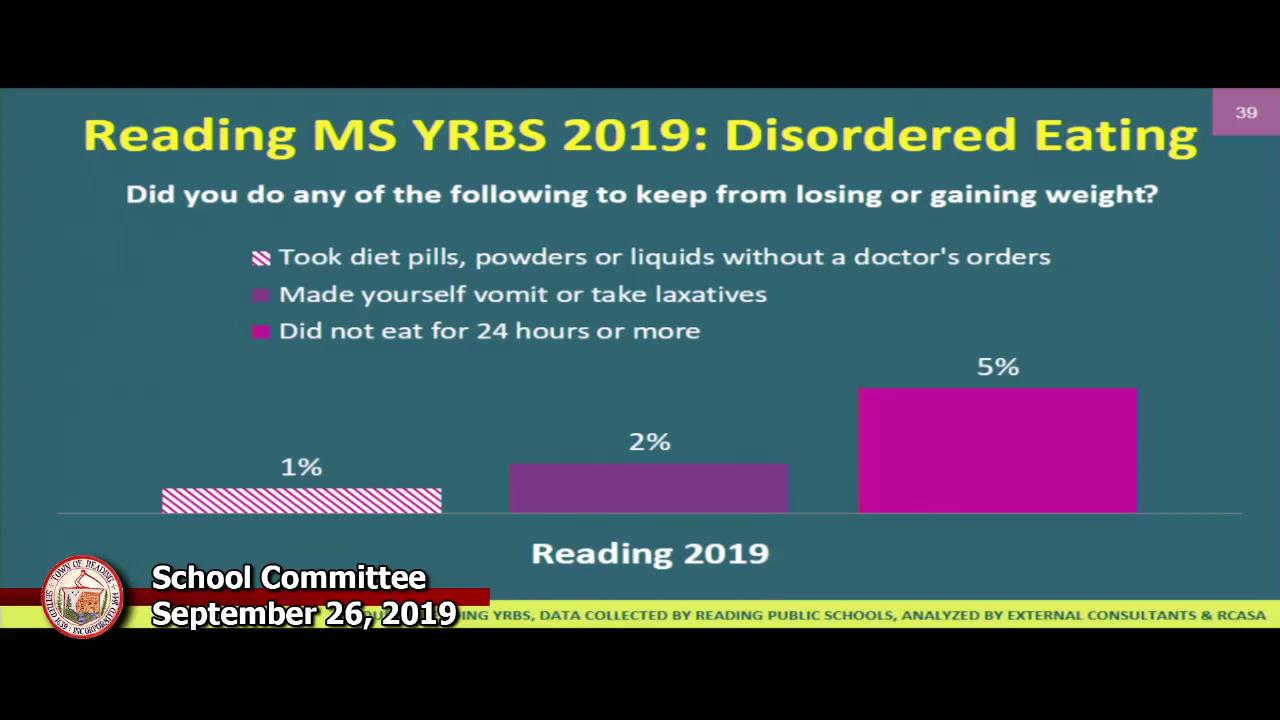 39
Reading MS YRBS 2019: Disordered Eating
Did you do any of the following to keep from losing or gaining weight?
Took diet pills, powders or liquids without a doctor's orders
Made yourself vomit or take laxatives
Did not eat for 24 hours or more
5%
2%
1%
Reading 2019
TOWN OF READING
School Committee
September 26, 2019
YRBS, DATA COLLECTED BY READING PUBLIC SCHOOLS, ANALYZED BY EXTERNAL CONSULTANTS & RCASA